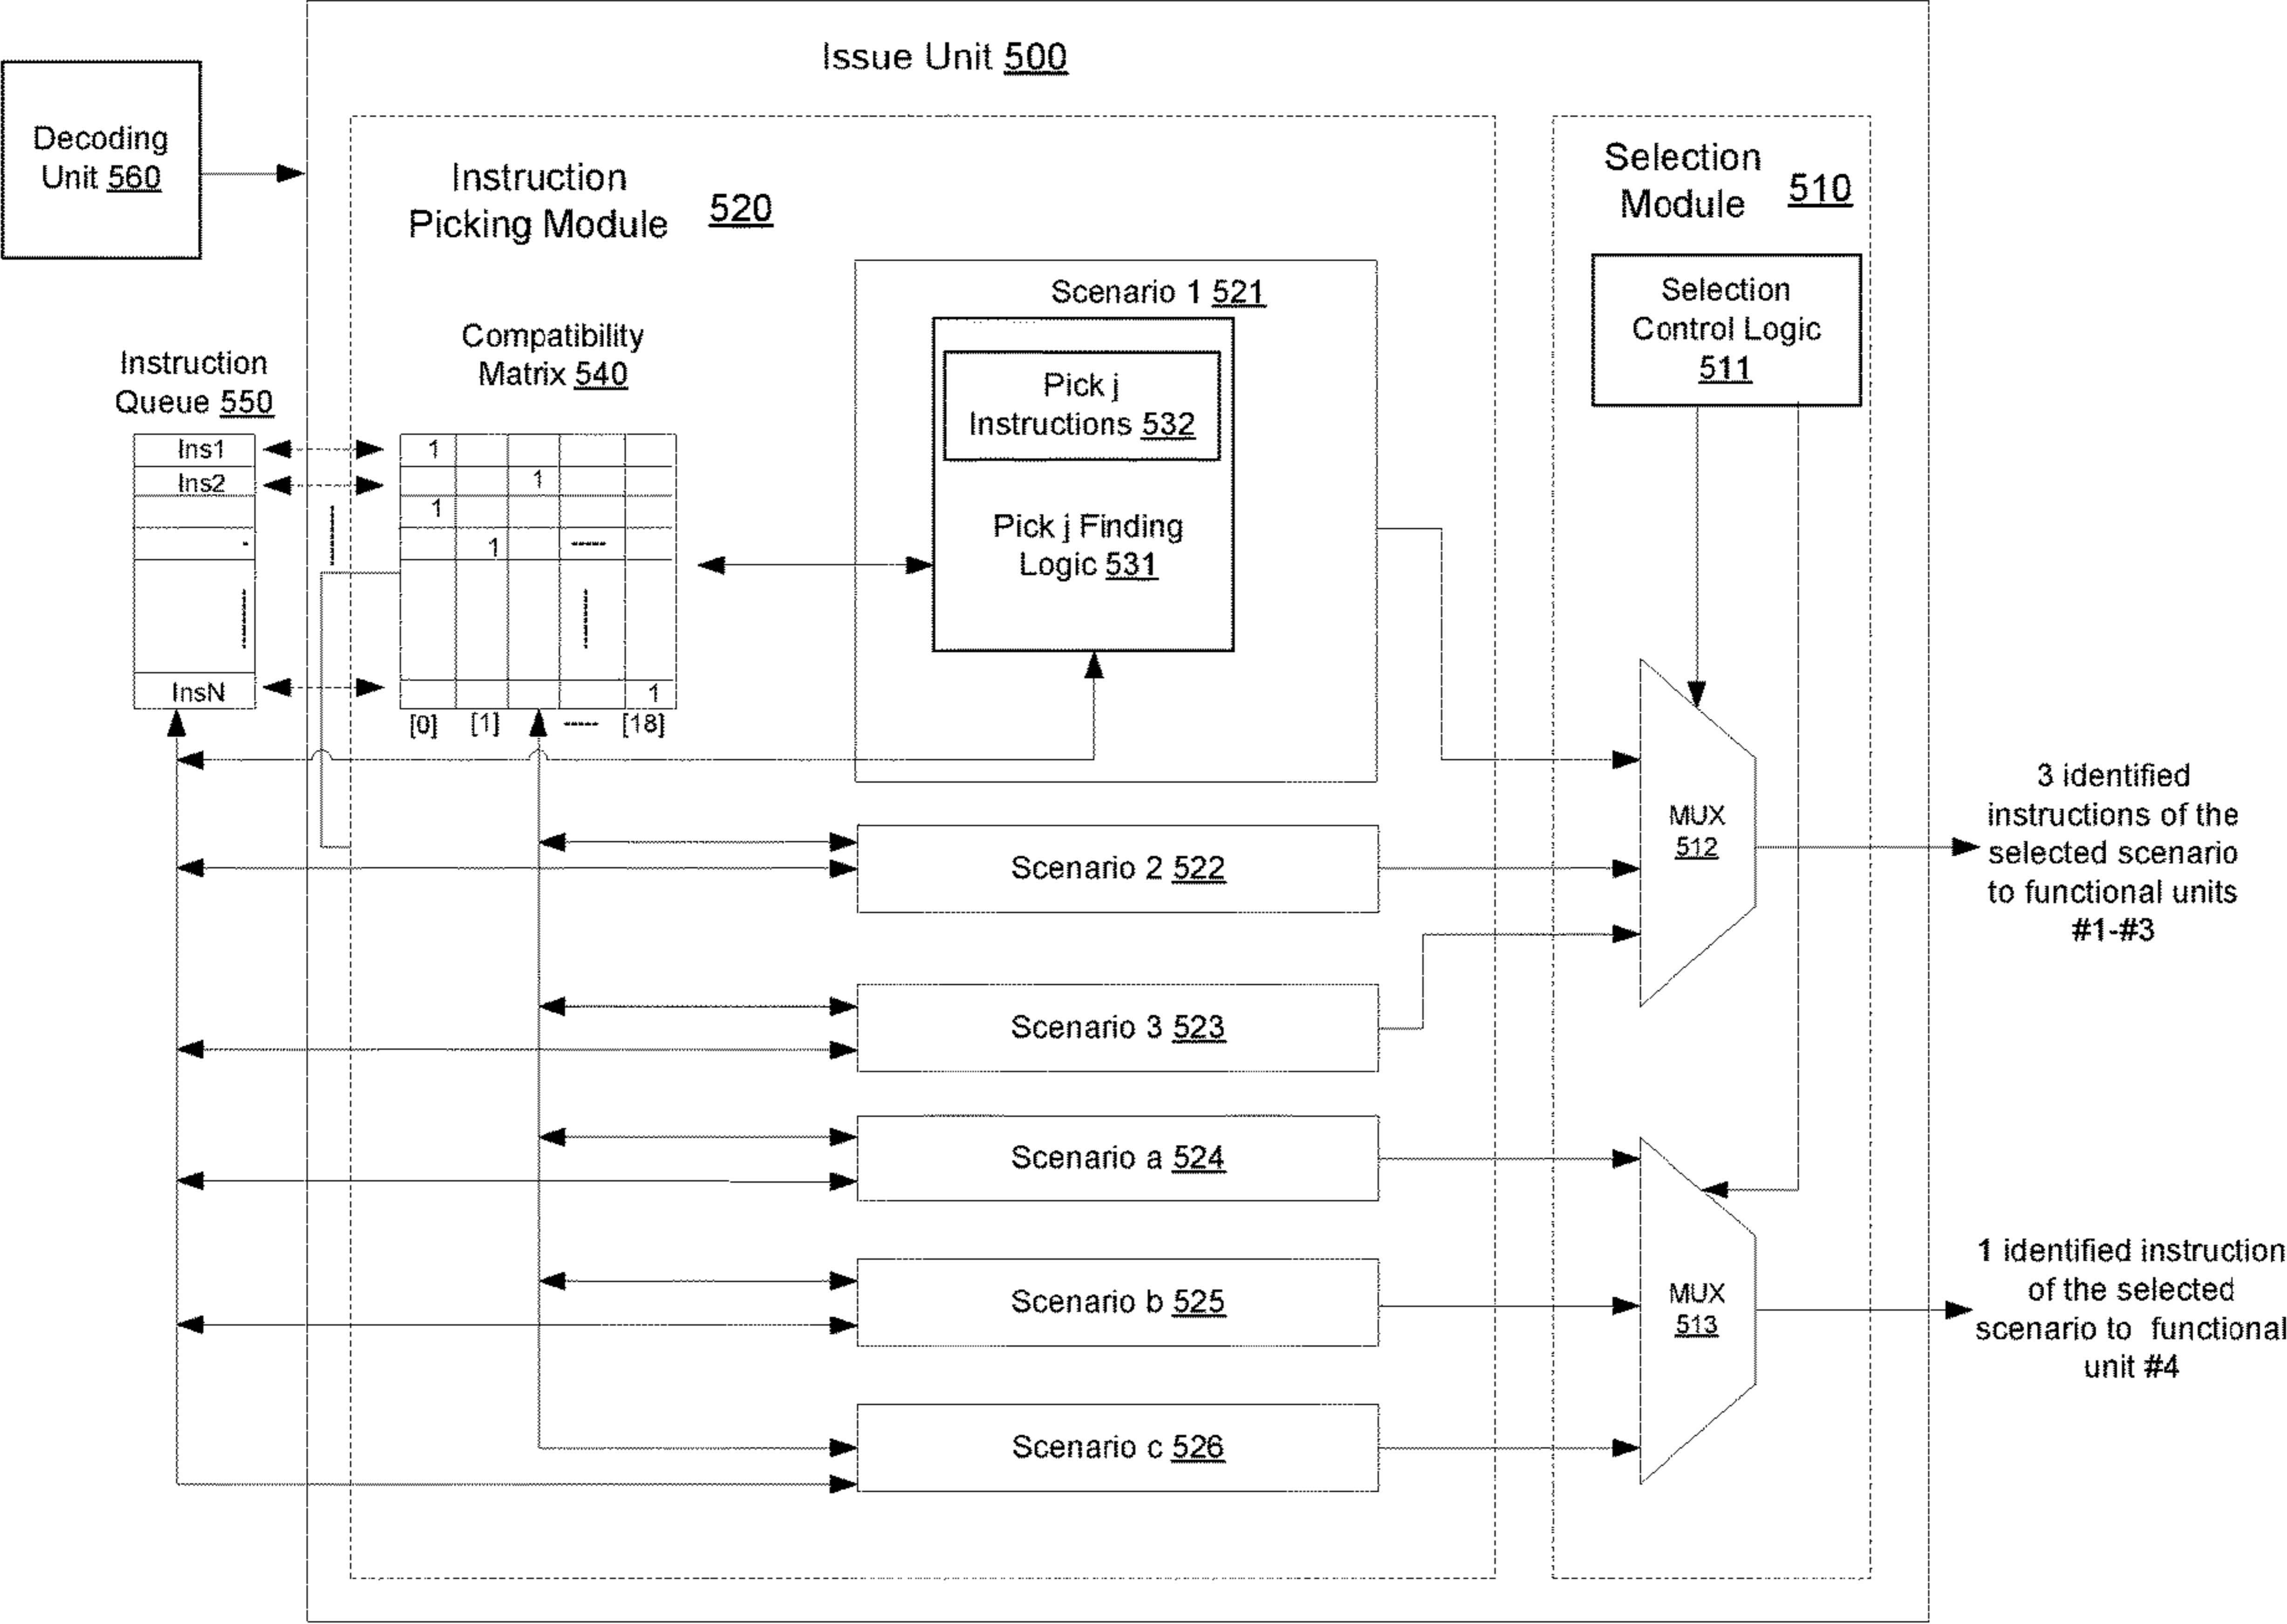 Issue Unit 500
Decoding
Unit 560
Instruction
Picking Module 520
Selection
Module 510
Scenario 1 521
Selection
Control Logic
511
Compatibility
Matrix 540
Instruction
Queue 550
Pick j
Instructions 532
Pick j Finding
Logic 531
Ins1
Ins2
InsN
1
1
1
1
1
[0] [1] ----- [18]
MUX
512
3 identified
instructions of the
selected scenario
to functional units
#1-#3
Scenario 2 522
Scenario 3 523
Scenario a 524
Scenario b 525
Scenario c 526
MUX
513
1 identified instruction
of the selected
scenario to functional
unit #4